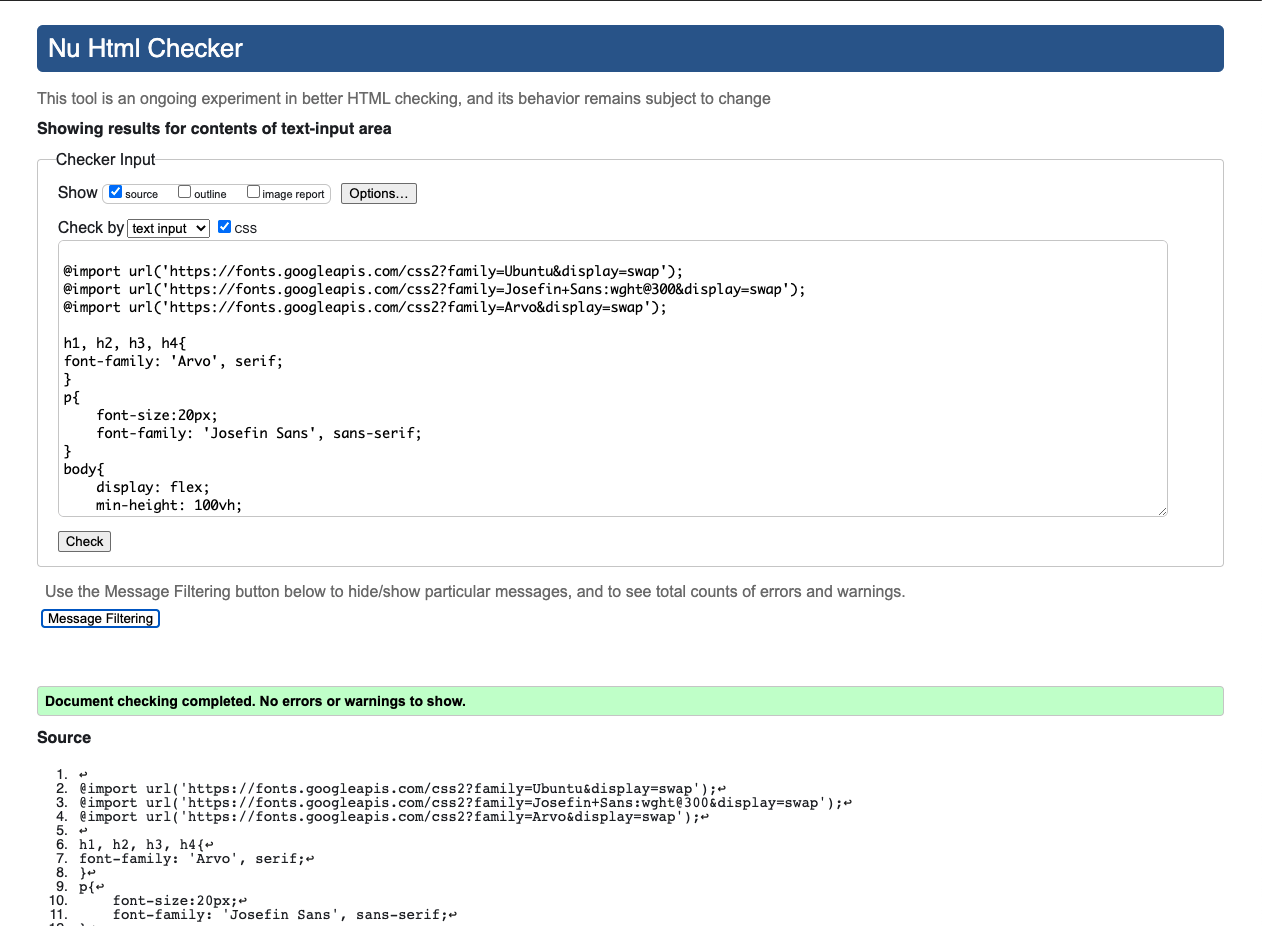 Nu Html Checker
This tool is an ongoing experiment in better HTML checking, and its behavior remains subject to change
Showing results for contents of text-input area
Checker Input
Show source outline image report Options...
Check by text input css
@import url('https://fonts.googleapis.com/css2?family=Ubuntu&display=swap');
@import url('https://fonts.googleapis.com/css2?family=Josefin+Sans:wght@300&display=swap');
@import url('https://fonts.googleapis.com/css2?family=Arvo&display=swap');
h1, h2, h3, h4{
font-family: 'Arvo', serif;
}
p{
font-size:20px;
font-family: 'Josefin Sans', sans-serif;
}
body{
display: flex;
min-height: 100vh;
Check
Use the Message Filtering button below to hide/show particular messages, and to see total counts of errors and warnings.
Message Filtering
Document checking completed. No errors or warnings to show.
Source
1. ↩
2. @import url('https://fonts.googleapis.com/css2?family=Ubuntu&display=swap');↩
3. @import url('https://fonts.googleapis.com/css2?family=Josefin+Sans:wght@300&display=swap');↩
4. @import url('https://fonts.googleapis.com/css2?family=Arvo&display=swap');↩
5. ↩
6. h1, h2, h3, h4{↩
7. font-family: 'Arvo', serif;↩
8. }↩
9. p{↩
10. font-size:20px;↩
11. font-family: 'Josefin Sans', sans-serif;↩